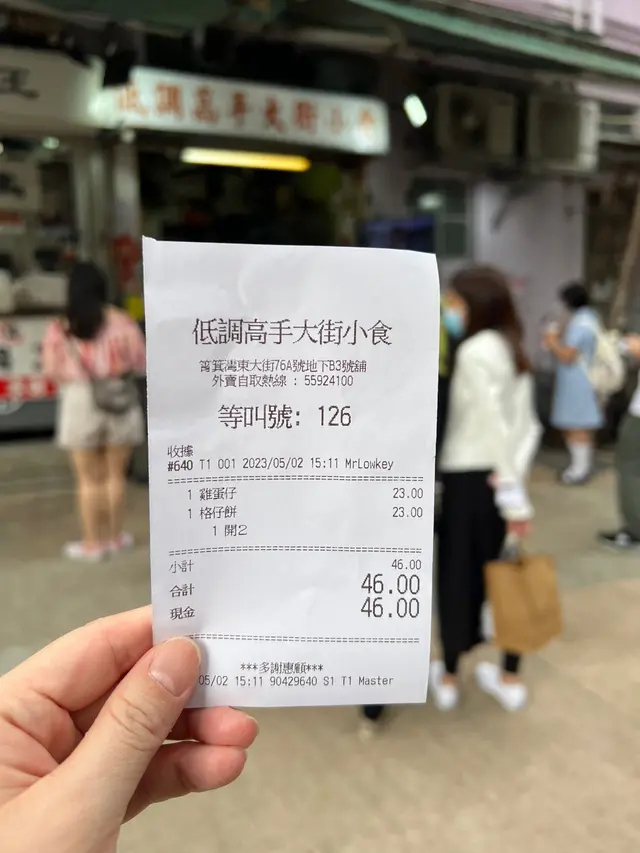 低調高手大街小食
低調高手大街小食
筲箕灣東大街76A號地下B3號舖
外賣自取熱線 : 55924100
等叫號: 126
收據
#640 T1 001 2023/05/02 15:11 MrLowkey
1 雞蛋仔 23.00
1 格仔餅 23.00
1 開2
小計 46.00
合計 46.00
現金 46.00
***多謝惠顧***
05/02 15:11 90429640 S1 T1 Master